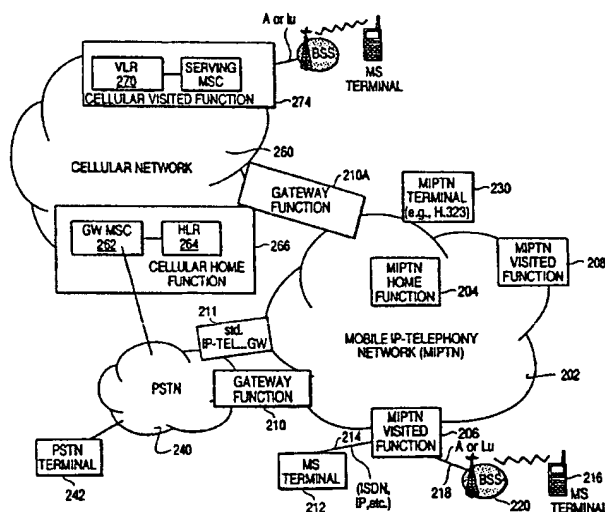 A or Iu
BSS
MS
TERMINAL
VLR
270
SERVING
MSC
CELLULAR VISITED FUNCTION
274
CELLULAR NETWORK
260
210A
GATEWAY
FUNCTION
MIPTN
TERMINAL
(e.g., H.323)
230
GW MSC
262
HLR
264
266
CELLULAR HOME
FUNCTION
MIPTN
VISITED
FUNCTION
208
MIPTN
HOME
FUNCTION
204
211
std.
IP-TEL...GW
MOBILE IP-TELEPHONY
NETWORK (MIPTN)
PSTN
GATEWAY
FUNCTION
210
202
240
PSTN
TERMINAL
242
MIPTN
VISITED
FUNCTION
206
A or Lu
214
MS
TERMINAL
212
(ISDN,
IP,etc.)
218
BSS
220
216
MS
TERMINAL